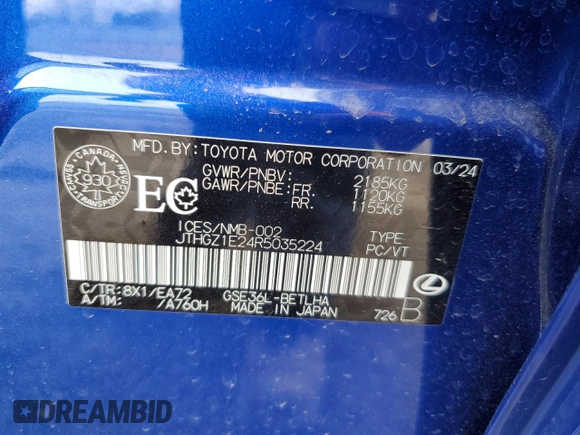 MFD. BY: TOYOTA MOTOR CORPORATION 03/24
GVWR/PNBV: 2185KG
GAWR/PNBE: FR. 1120KG
RR. 1155KG
CANADA
930
TRANSPORT
CMVSS
NSVAC
EC
ICES/NMB-002
JTHGZ1E24R5035224
TYPE
PC/VT
C/TR: 8X1/EA72
GSE36L-BETLHA
A/TM: /A760H
MADE IN JAPAN
726 B
DREAMBID